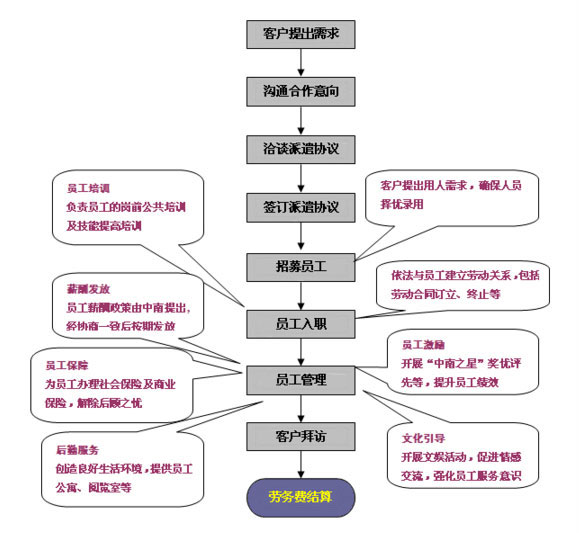 客户提出需求
沟通合作意向
洽谈派遣协议
签订派遣协议
招募员工
员工入职
员工管理
客户拜访
劳务费结算
员工培训
负责员工的岗前公共培训
及技能提高培训
薪酬发放
员工薪酬政策由中南提出,
经协商一致后按期发放
员工保障
为员工办理社会保险及商业
保险，解除后顾之忧
后勤服务
创造良好生活环境，提供员工
公寓、阅览室等
客户提出用人需求，确保人员
择优录用
依法与员工建立劳动关系，包括
劳动合同订立、终止等
员工激励
开展“中南之星”奖优评
先等，提升员工绩效
文化引导
开展文娱活动，促进情感
交流，强化员工服务意识